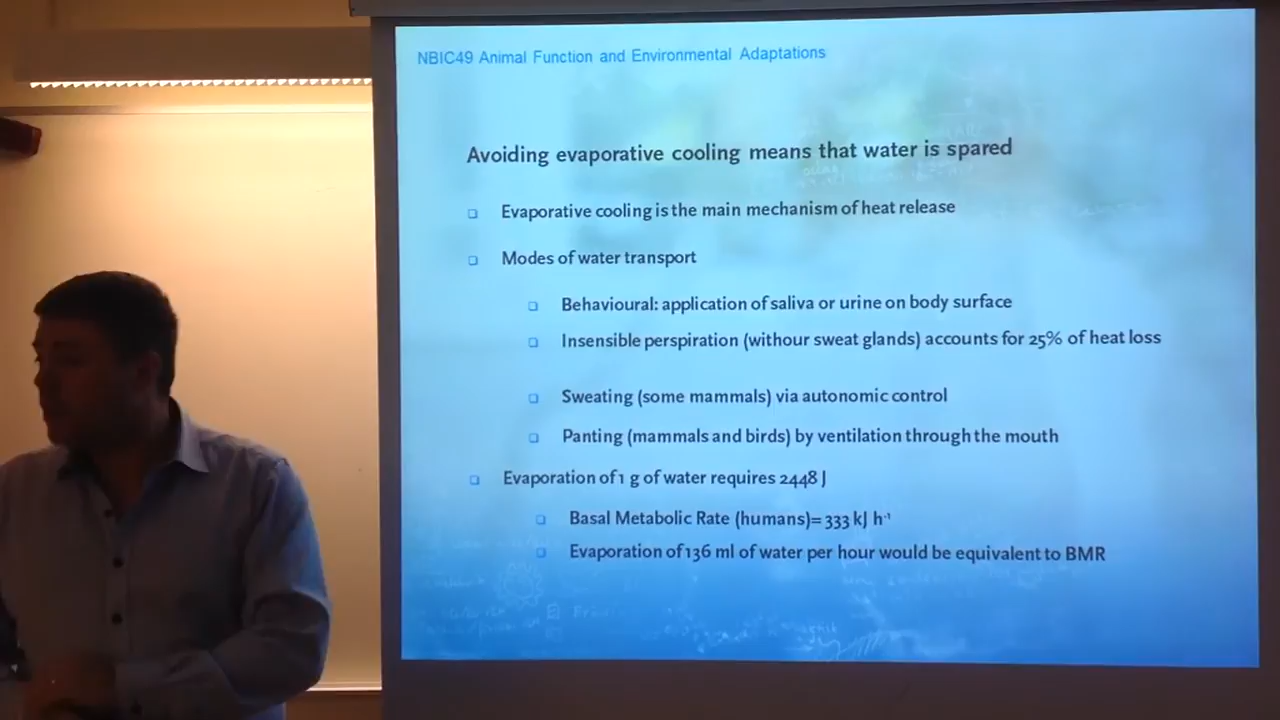 NBIC49 Animal Function and Environmental Adaptations
Avoiding evaporative cooling means that water is spared
Evaporative cooling is the main mechanism of heat release
Modes of water transport
Behavioural: application of saliva or urine on body surface
Insensible perspiration (withour sweat glands) accounts for 25% of heat loss
Sweating (some mammals) via autonomic control
Panting (mammals and birds) by ventilation through the mouth
Evaporation of 1 g of water requires 2448 J
Basal Metabolic Rate (humans)= 333 kJ h⁻¹
Evaporation of 136 ml of water per hour would be equivalent to BMR